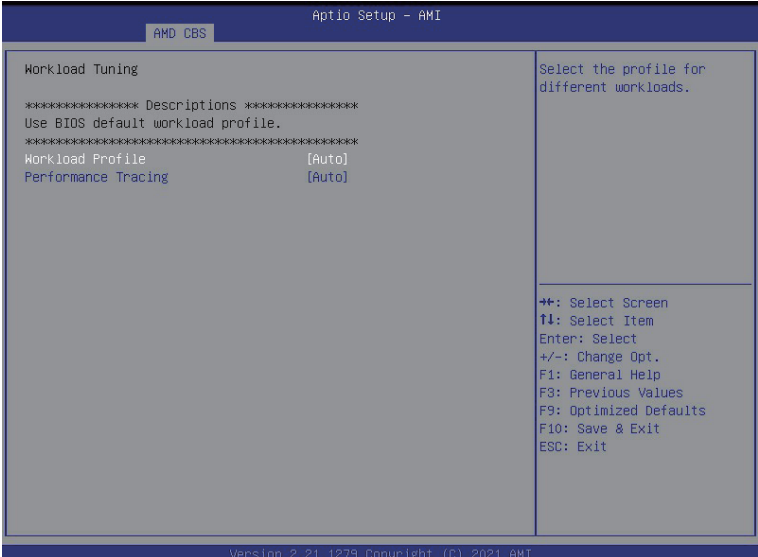 Aptio Setup – AMI
AMD CBS
Workload Tuning
**************** Descriptions ****************
Use BIOS default workload profile.
***********************************************
Workload Profile [Auto]
Performance Tracing [Auto]
Select the profile for
different workloads.
→←: Select Screen
↑↓: Select Item
Enter: Select
+/-: Change Opt.
F1: General Help
F3: Previous Values
F9: Optimized Defaults
F10: Save & Exit
ESC: Exit
Version 2.21.1279 Copyright (C) 2021 AMI